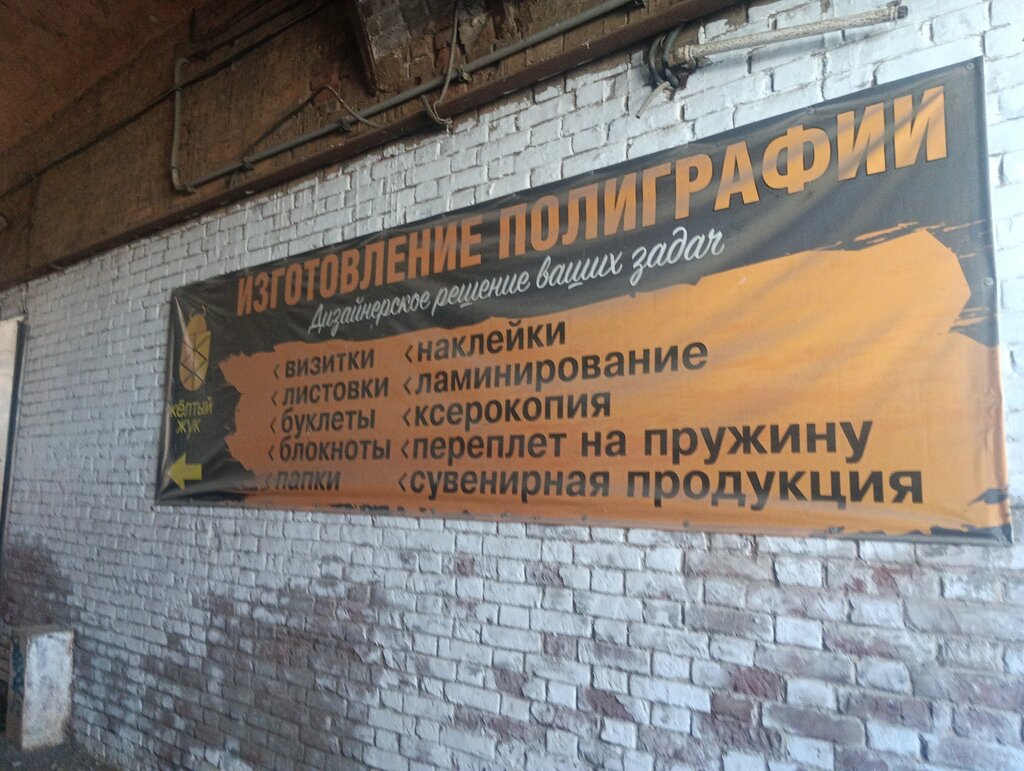 ИЗГОТОВЛЕНИЕ ПОЛИГРАФИИ
Дизайнерское решение ваших задач
‹визитки
‹листовки
‹буклеты
‹блокноты
‹папки
‹наклейки
‹ламинирование
‹ксерокопия
‹переплет на пружину
‹сувенирная продукция
жёлтый
жук